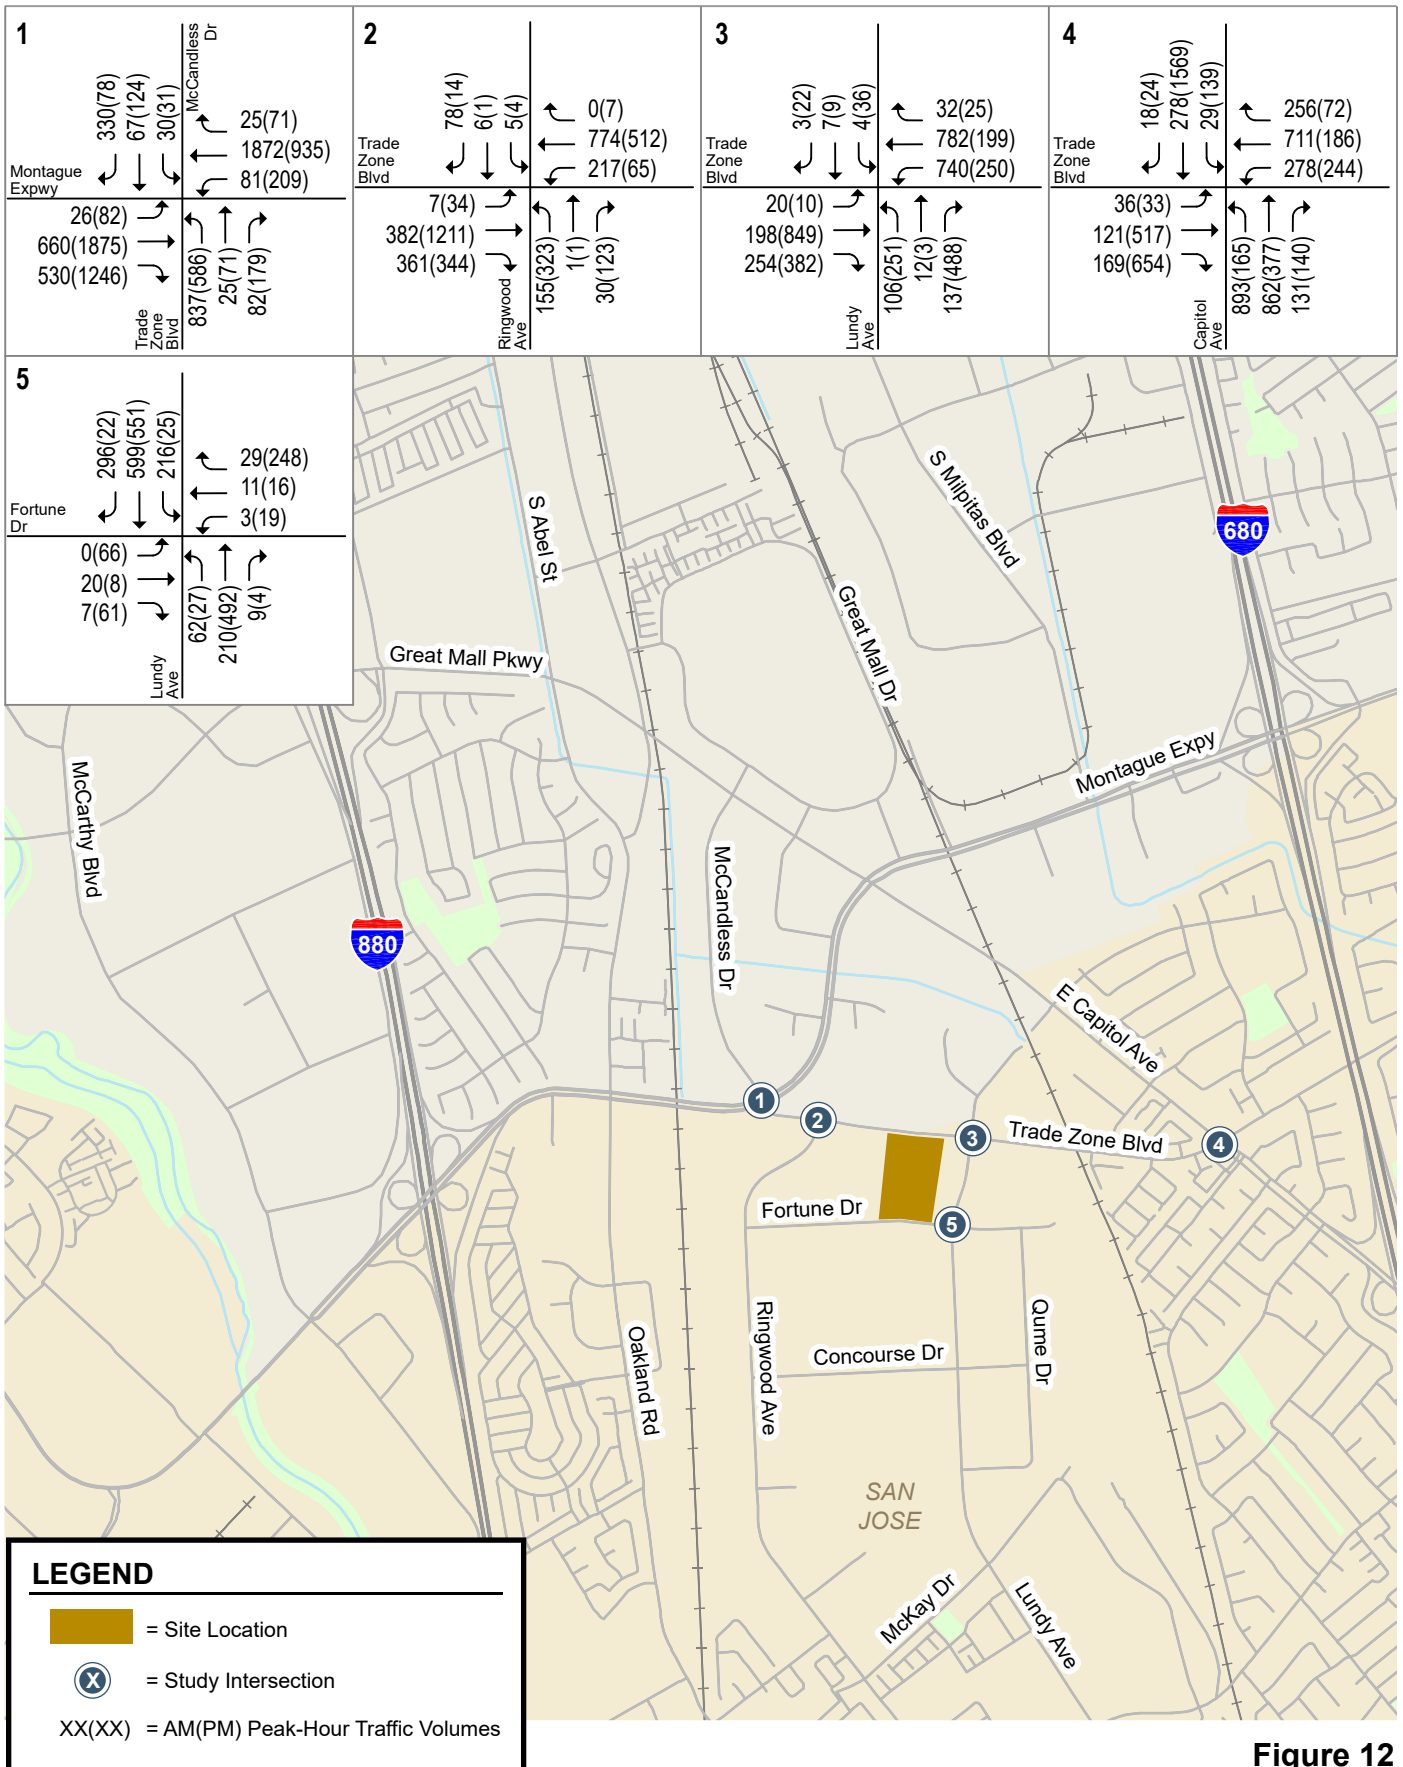 1
McCandless
Dr
330(78)
67(124)
30(31)
25(71)
1872(935)
81(209)
Montague
Expwy
26(82)
660(1875)
530(1246)
837(586)
25(71)
82(179)
Trade
Zone
Blvd
2
78(14)
6(1)
5(4)
0(7)
774(512)
217(65)
Trade
Zone
Blvd
7(34)
382(1211)
361(344)
155(323)
1(1)
30(123)
Ringwood
Ave
3
3(22)
7(9)
4(36)
32(25)
782(199)
740(250)
Trade
Zone
Blvd
20(10)
198(849)
254(382)
106(251)
12(3)
137(488)
Lundy
Ave
4
18(24)
278(1569)
29(139)
256(72)
711(186)
278(244)
Trade
Zone
Blvd
36(33)
121(517)
169(654)
893(165)
862(377)
131(140)
Capitol
Ave
5
296(22)
599(551)
216(25)
29(248)
11(16)
3(19)
Fortune
Dr
0(66)
20(8)
7(61)
62(27)
210(492)
9(4)
Lundy
Ave
S Abel St
S Milpitas Blvd
680
Great Mall Dr
Great Mall Pkwy
Montague Expy
McCarthy Blvd
McCandless Dr
880
E Capitol Ave
1
2
3
Trade Zone Blvd
4
Fortune Dr
5
Ringwood Ave
Qume Dr
Oakland Rd
Concourse Dr
SAN
JOSE
McKay Dr
Lundy Ave
LEGEND
= Site Location
X = Study Intersection
XX(XX) = AM(PM) Peak-Hour Traffic Volumes
Figure 12